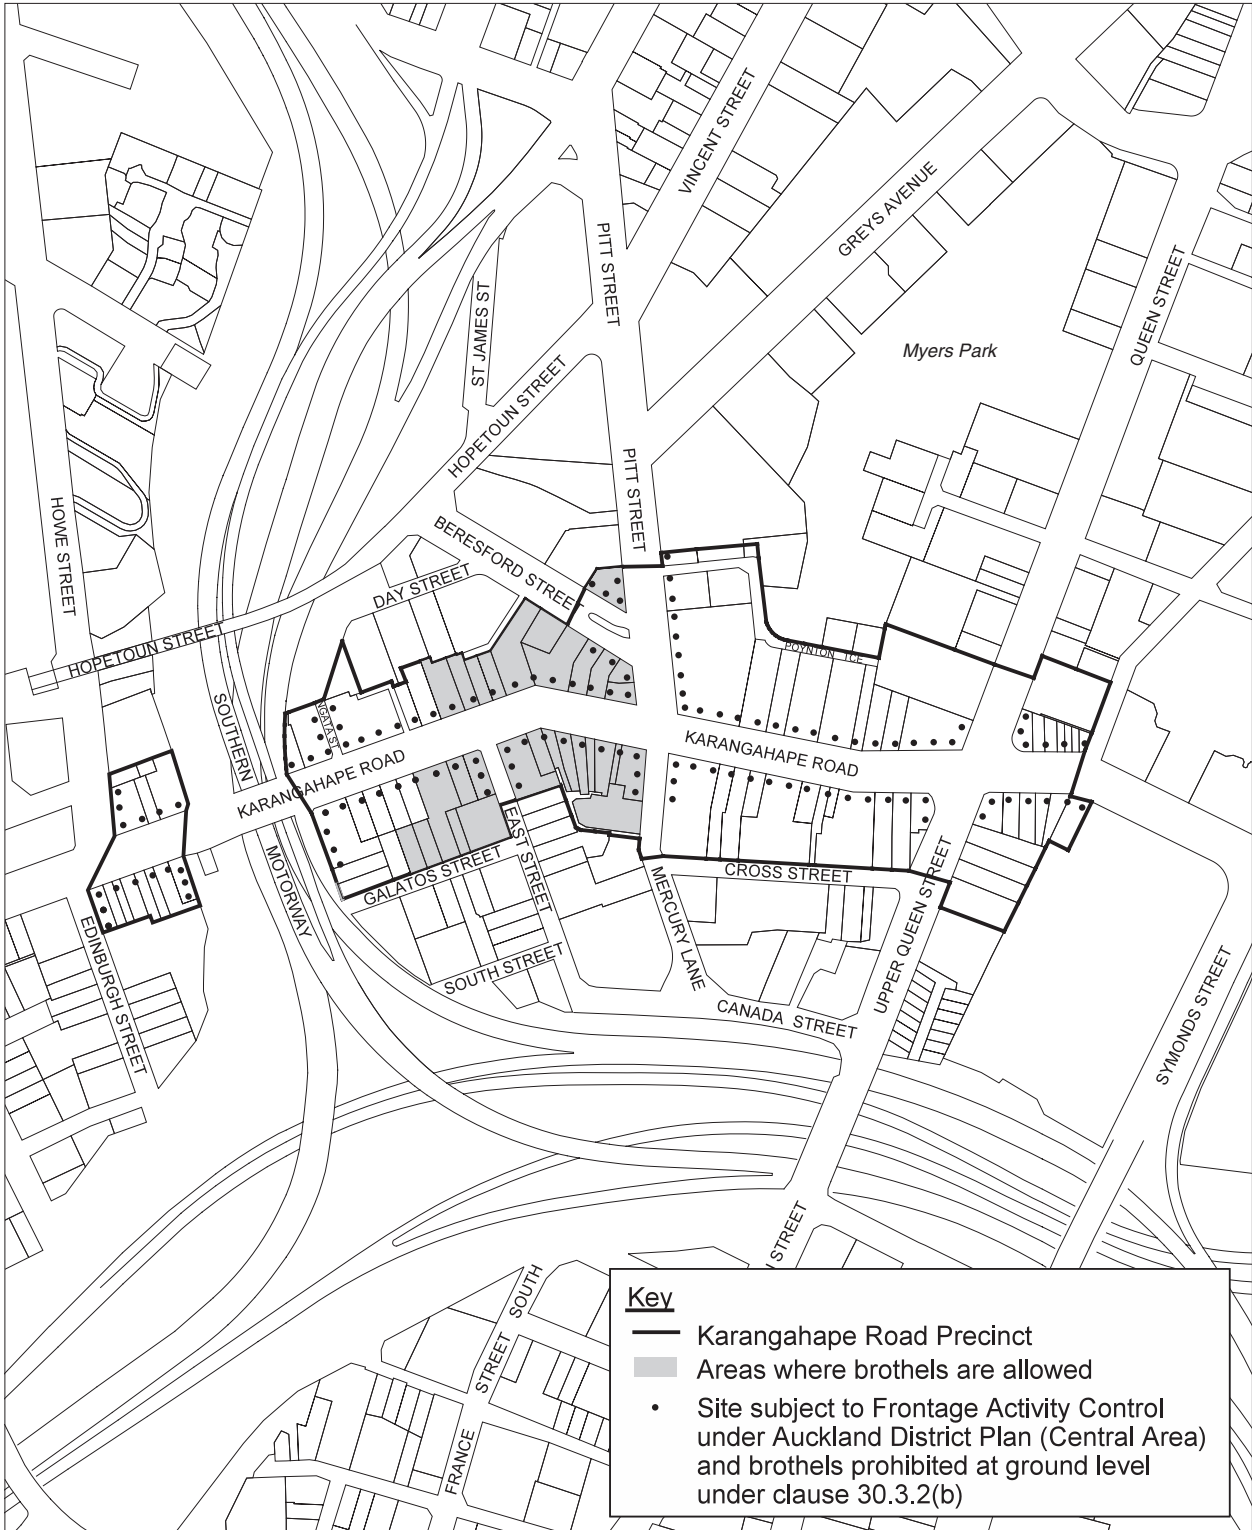 VINCENT STREET
GREYS AVENUE
PITT STREET
QUEEN STREET
ST JAMES ST
Myers Park
HOPETOUN STREET
PITT STREET
HOWE STREET
BERESFORD STREET
DAY STREET
HOPETOUN STREET
POYNTON TCE
SOUTHERN
NGATA ST
KARANGAHAPE ROAD
KARANGAHAPE ROAD
EAST STREET
MOTORWAY
GALATOS STREET
CROSS STREET
MERCURY LANE
UPPER QUEEN STREET
EDINBURGH STREET
SOUTH STREET
CANADA STREET
SYMONDS STREET
STREET
FRANCE STREET SOUTH
Key
Karangahape Road Precinct
Areas where brothels are allowed
• Site subject to Frontage Activity Control
under Auckland District Plan (Central Area)
and brothels prohibited at ground level
under clause 30.3.2(b)